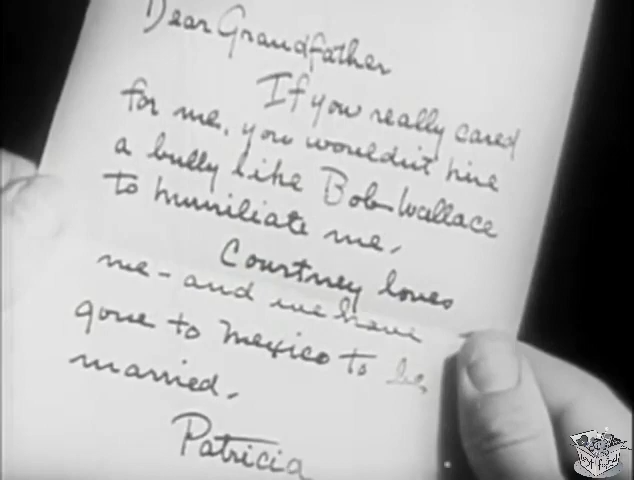 Dear Grandfather
If you really cared
for me, you wouldn't hire
a bully like Bob Wallace
to humiliate me.
Courtney loves
me - and we have
gone to Mexico to be
married.
Patricia